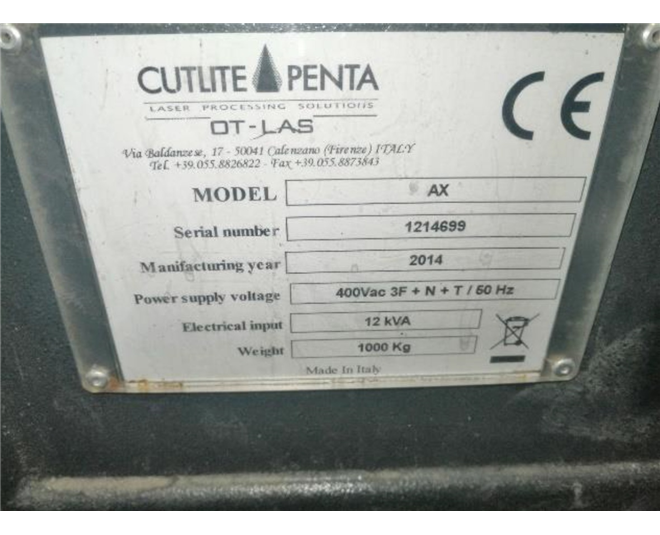 CUTLITE PENTA
LASER PROCESSING SOLUTIONS
OT-LAS
Via Baldanzese, 17 - 50041 Calenzano (Firenze) ITALY
Tel. +39.055.8826822 - Fax +39.055.8873843
CE
MODEL AX
Serial number 1214699
Manifacturing year 2014
Power supply voltage 400Vac 3F + N + T / 50 Hz
Electrical input 12 kVA
Weight 1000 Kg
Made In Italy